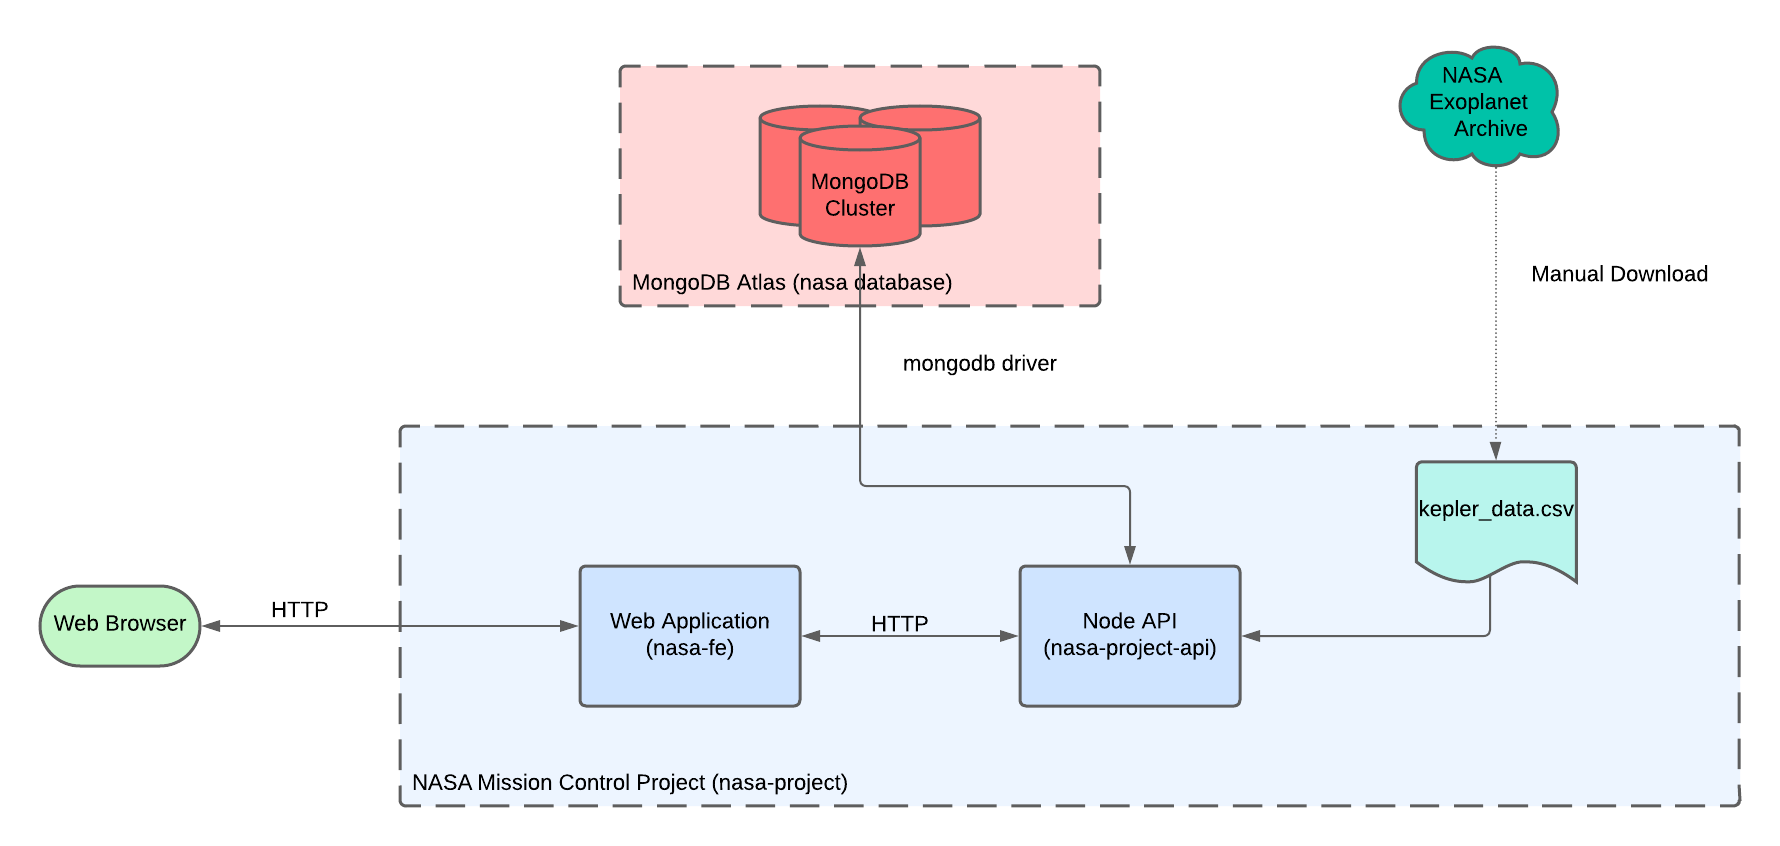 NASA
Exoplanet
Archive
MongoDB
Cluster
MongoDB Atlas (nasa database)
Manual Download
mongodb driver
kepler_data.csv
Web Browser
HTTP
Web Application
(nasa-fe)
HTTP
Node API
(nasa-project-api)
NASA Mission Control Project (nasa-project)